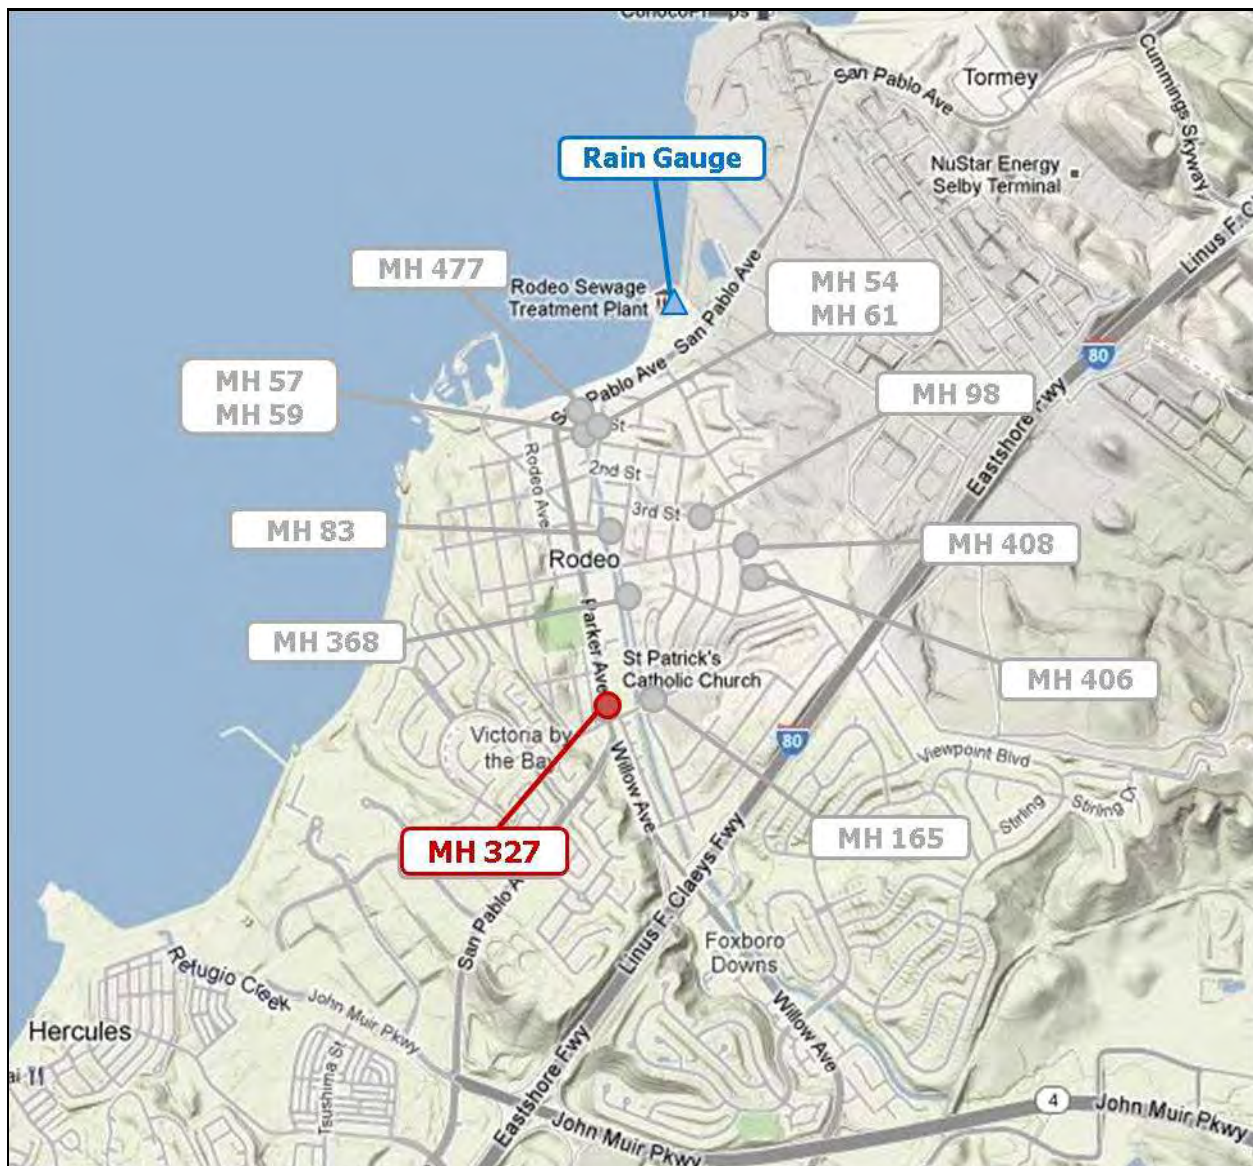 ConocoPhillips
San Pablo Ave
Tormey
Cummings Skyway
Rain Gauge
NuStar Energy
Selby Terminal
MH 477
Rodeo Sewage
Treatment Plant
MH 54
MH 61
San Pablo Ave
San Pablo Ave
Linus F. C
80
MH 57
MH 59
MH 98
Eastshore Fwy
St
2nd St
Rodeo Ave
3rd St
MH 83
MH 408
Rodeo
Parker Ave
MH 368
St Patrick's
Catholic Church
MH 406
Victoria by
the Bay
80
Viewpoint Blvd
Willow Ave
Stirling
Stirling Dr
MH 327
MH 165
San Pablo A
Linus F. Claeys Fwy
Foxboro
Downs
Refugio Creek
John Muir Pkwy
Willow Ave
Hercules
Tsushima St
Eastshore Fwy
4
John Muir Pkwy
John Muir Pkwy